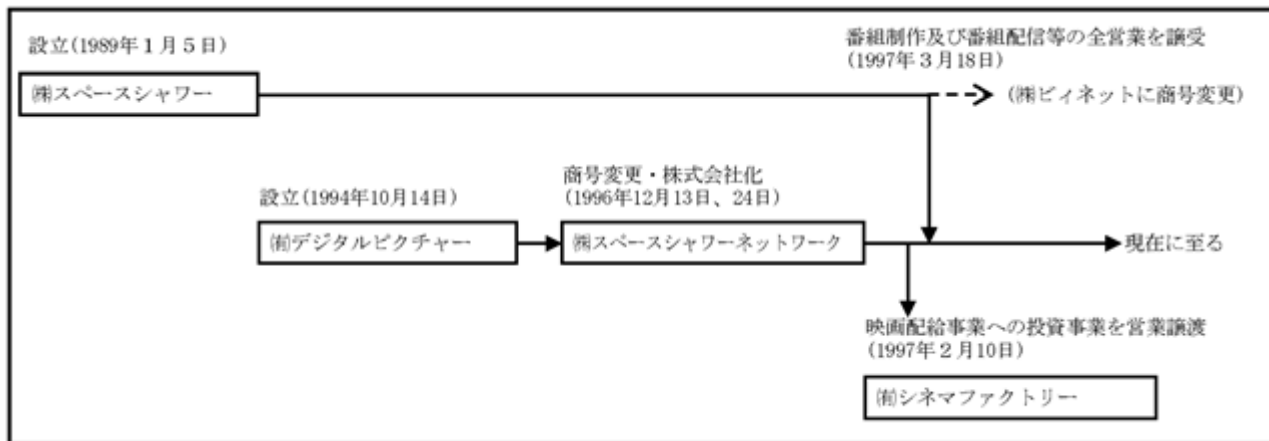 設立(1989年1月5日)
㈱スペースシャワー
番組制作及び番組配信等の全営業を譲受
(1997年3月18日)
(㈱ビィネットに商号変更)
設立(1994年10月14日)
㈲デジタルピクチャー
商号変更・株式会社化
(1996年12月13日、24日)
㈱スペースシャワーネットワーク
現在に至る
映画配給事業への投資事業を営業譲渡
(1997年2月10日)
㈲シネマファクトリー